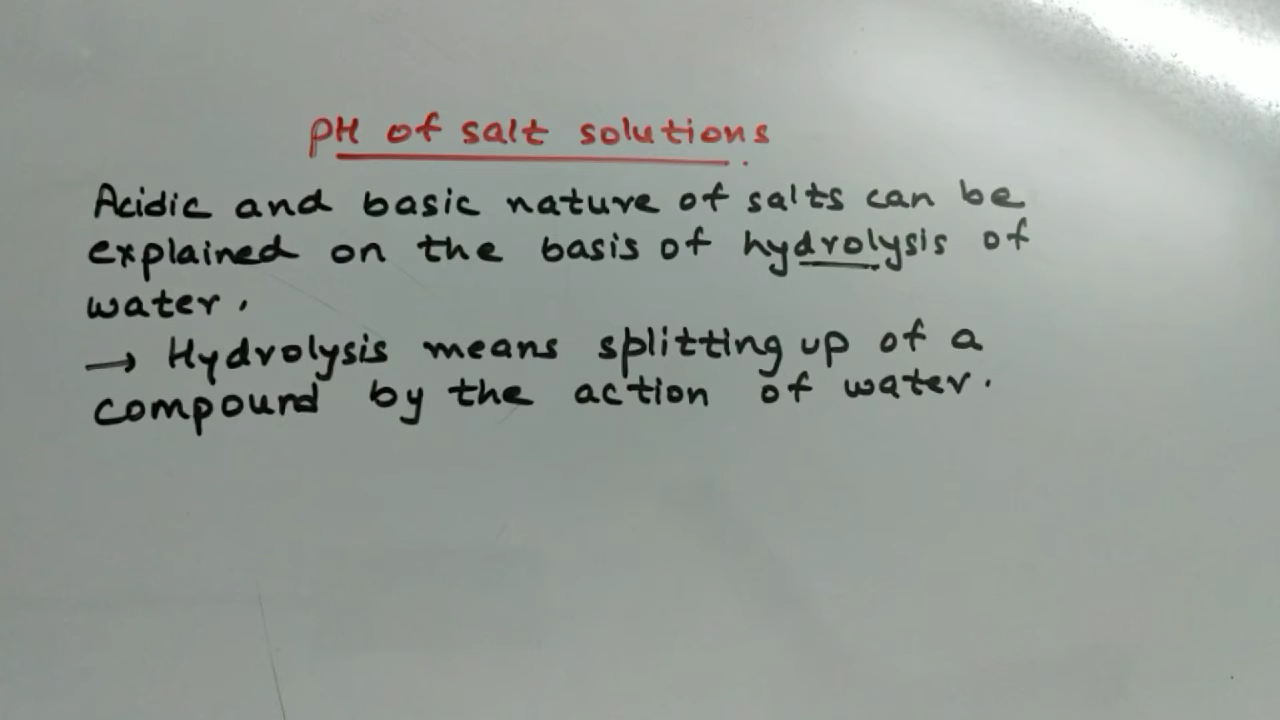 pH of salt solutions
Acidic and basic nature of salts can be
explained on the basis of hydrolysis of
water.
→ Hydrolysis means splitting up of a
compound by the action of water.